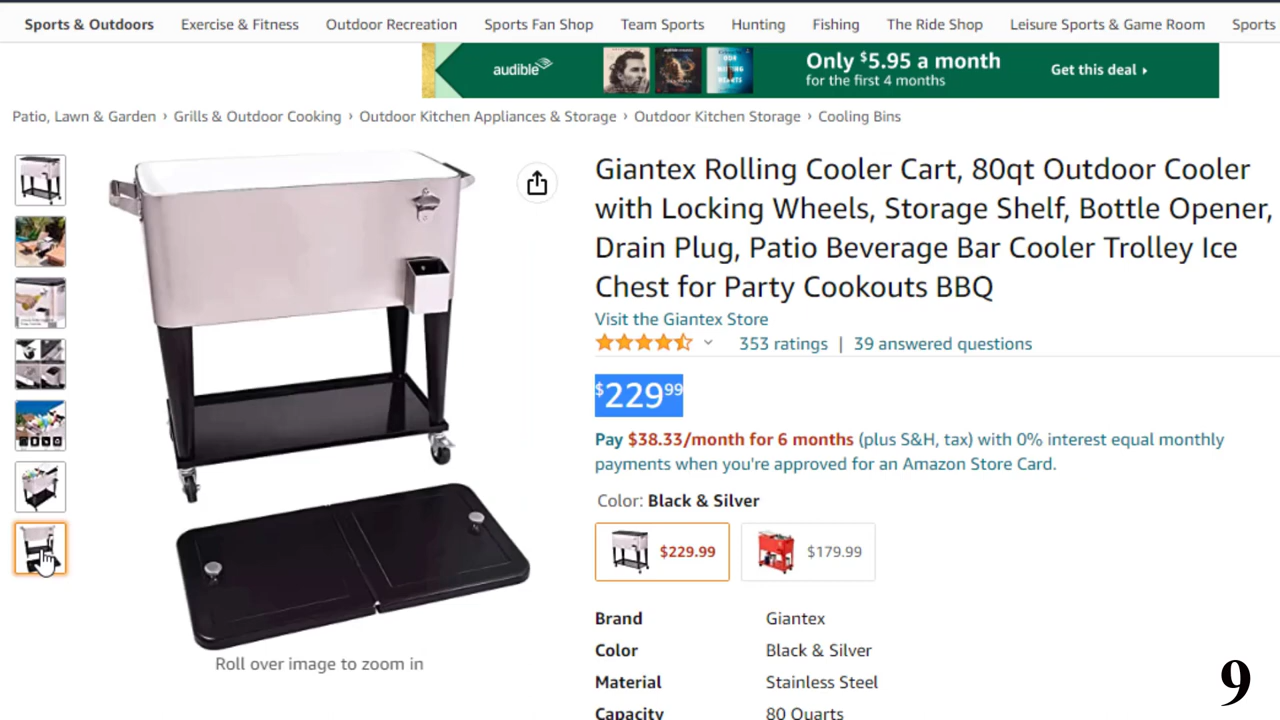 Sports & Outdoors Exercise & Fitness Outdoor Recreation Sports Fan Shop Team Sports Hunting Fishing The Ride Shop Leisure Sports & Game Room Sports
audible
Only $5.95 a month
for the first 4 months
Get this deal ›
Patio, Lawn & Garden › Grills & Outdoor Cooking › Outdoor Kitchen Appliances & Storage › Outdoor Kitchen Storage › Cooling Bins
Giantex Rolling Cooler Cart, 80qt Outdoor Cooler
with Locking Wheels, Storage Shelf, Bottle Opener,
Drain Plug, Patio Beverage Bar Cooler Trolley Ice
Chest for Party Cookouts BBQ
Visit the Giantex Store
353 ratings | 39 answered questions
$229.99
Pay $38.33/month for 6 months (plus S&H, tax) with 0% interest equal monthly
payments when you're approved for an Amazon Store Card.
Color: Black & Silver
$229.99 $179.99
Brand Giantex
Color Black & Silver
Material Stainless Steel
Capacity 80 Quarts
Roll over image to zoom in
9